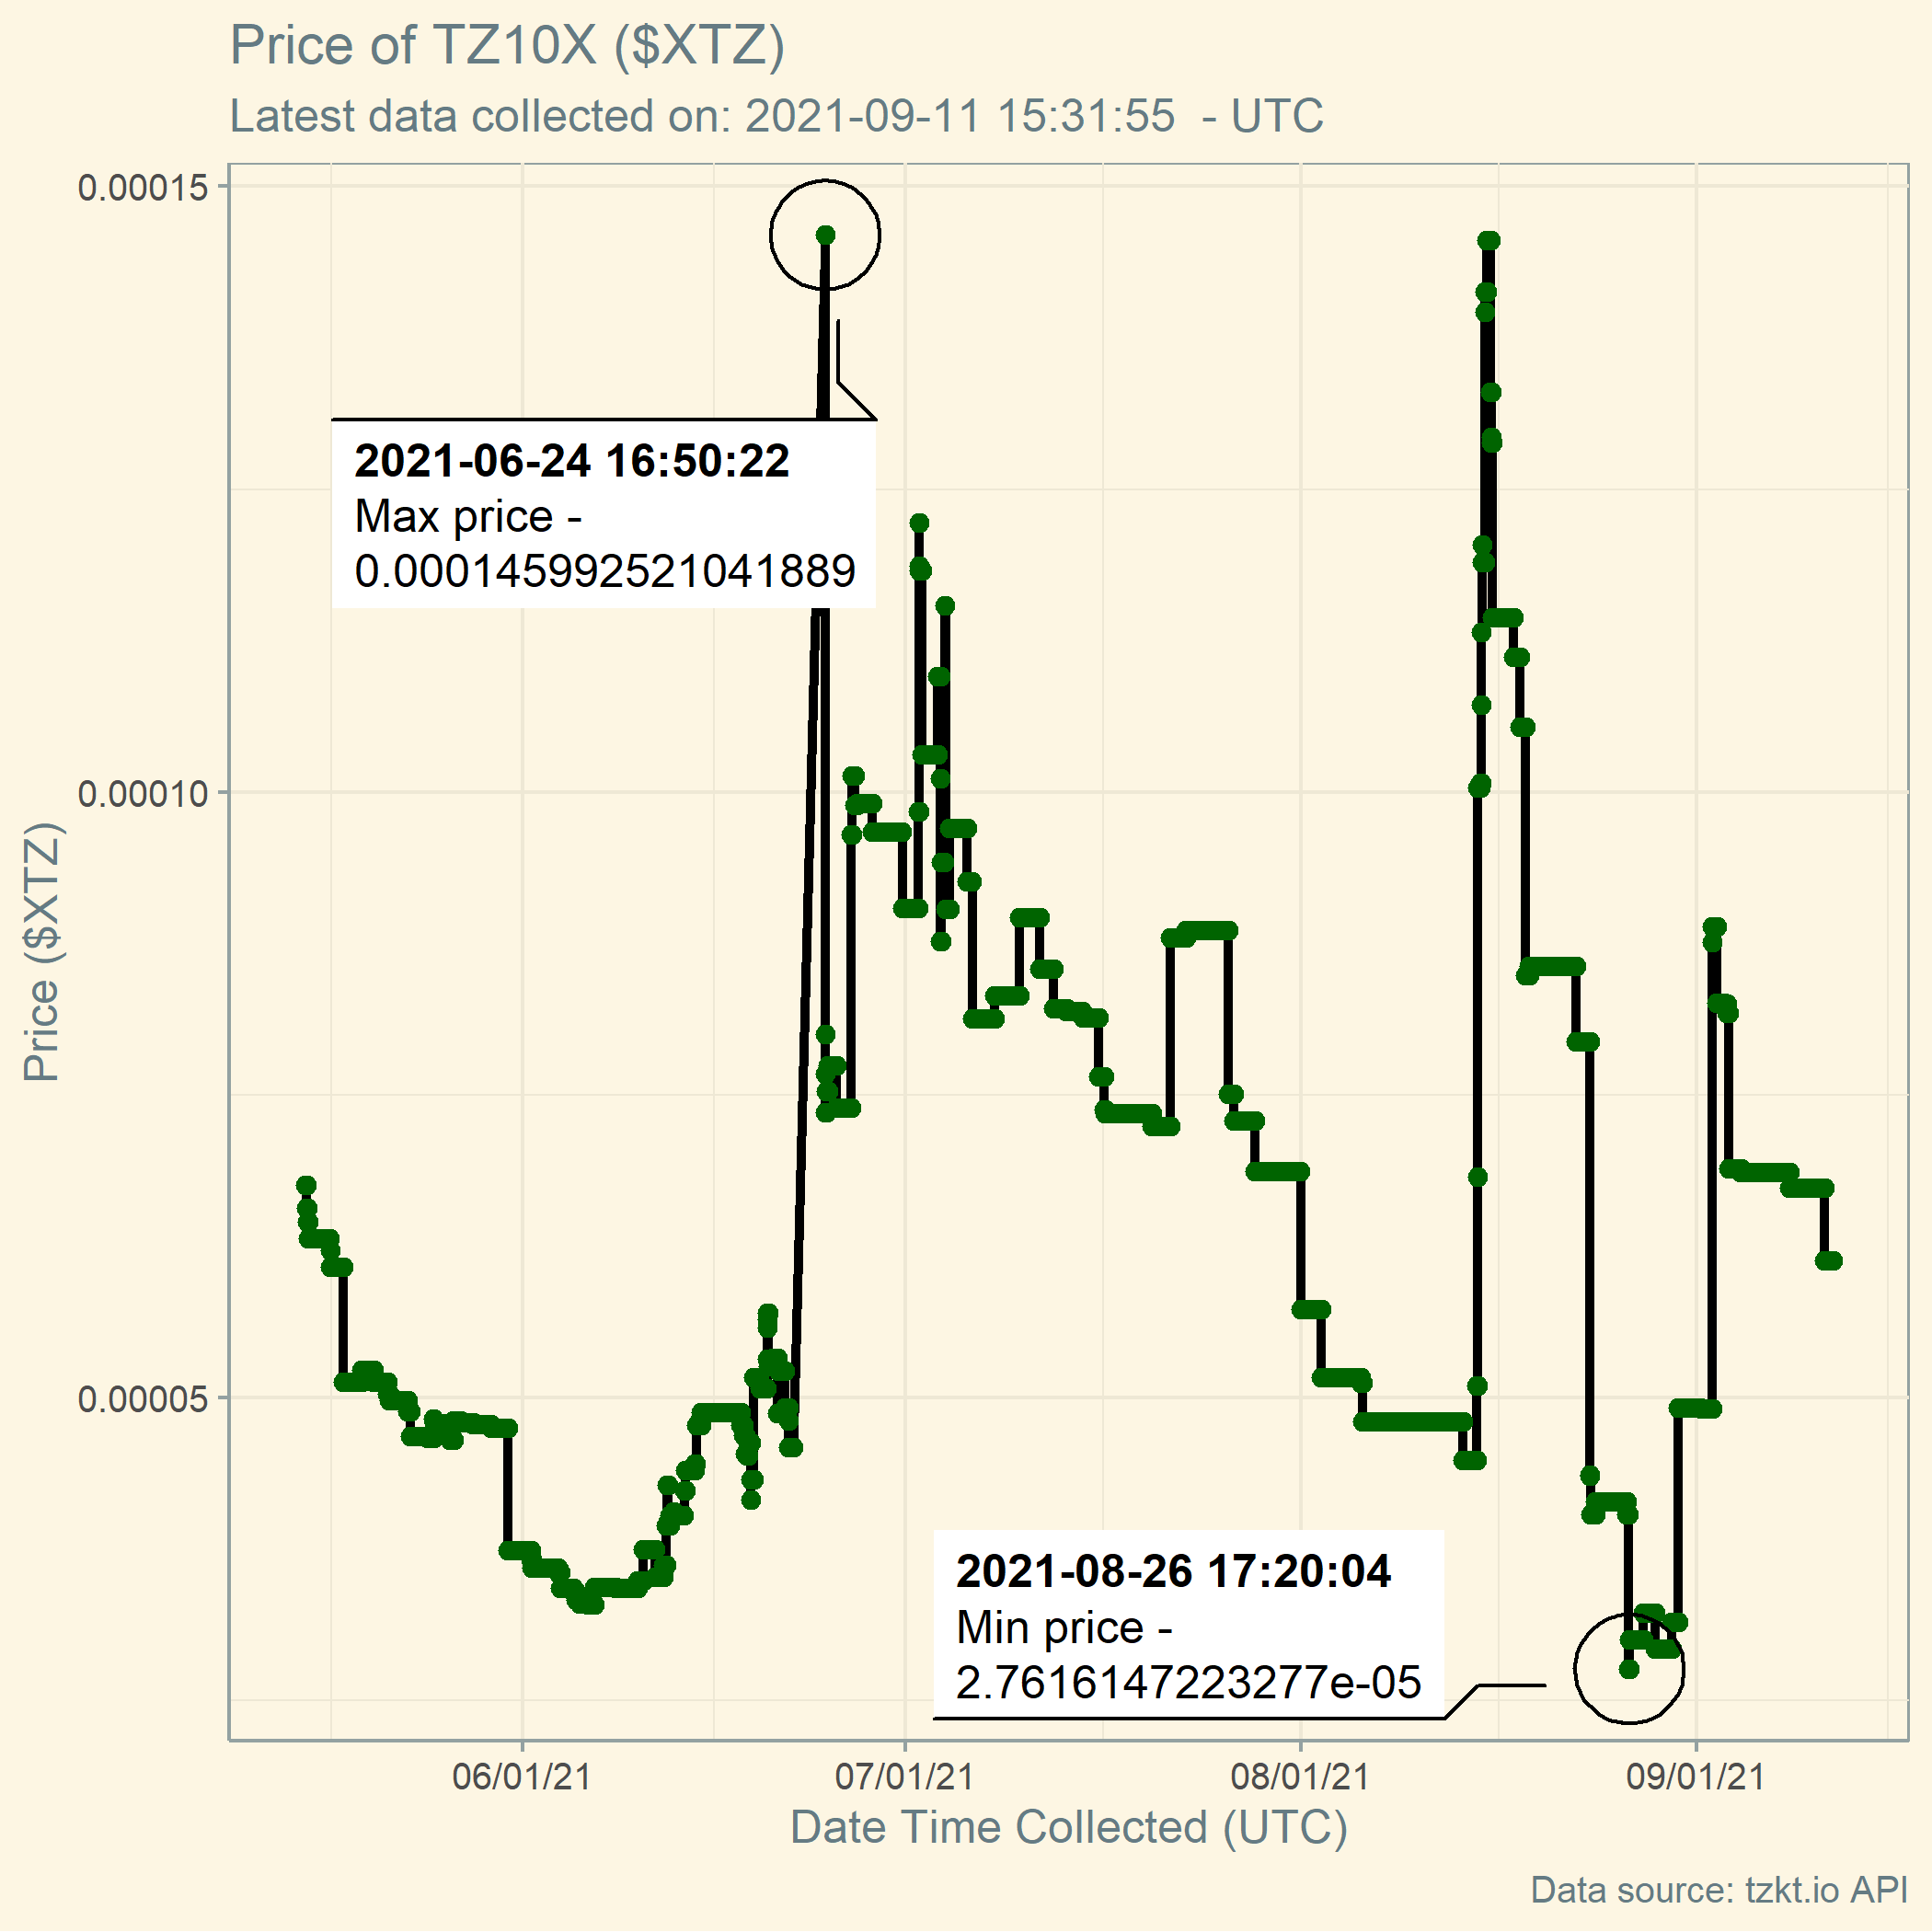 Price of TZ10X ($XTZ)
Latest data collected on: 2021-09-11 15:31:55  - UTC
0.00015
0.00010
0.00005
Price ($XTZ)
2021-06-24 16:50:22
Max price -
0.000145992521041889
2021-08-26 17:20:04
Min price -
2.7616147223277e-05
06/01/21
07/01/21
08/01/21
09/01/21
Date Time Collected (UTC)
Data source: tzkt.io API